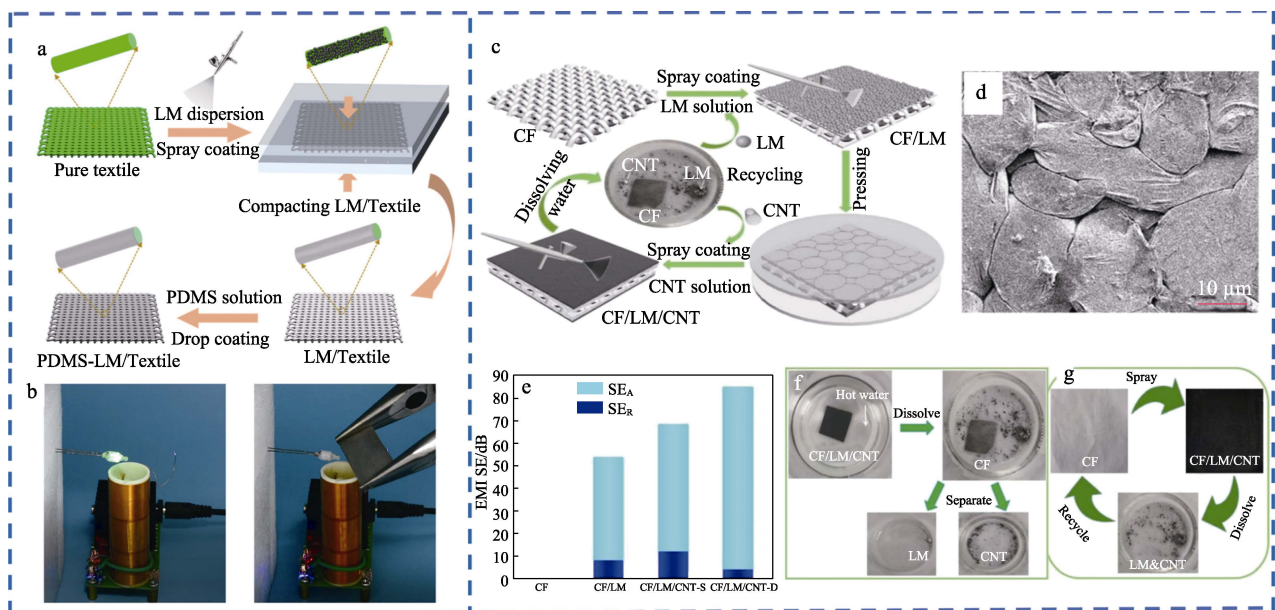 a
LM dispersion
Spray coating
Pure textile
Compacting LM/Textile
PDMS solution
Drop coating
PDMS-LM/Textile
LM/Textile
b
c
Spray coating
LM solution
CF
CF/LM
LM
CNT
LM
Recycling
CF
Dissolving
water
Pressing
CNT
Spray coating
CNT solution
CF/LM/CNT
d
10 μm
e
EMI SE/dB
90
80
70
60
50
40
30
20
10
0
SE_A
SE_R
CF
CF/LM
CF/LM/CNT-S
CF/LM/CNT-D
f
Hot water
CF/LM/CNT
Dissolve
CF
Separate
LM
CNT
g
Spray
CF
CF/LM/CNT
Recycle
Dissolve
LM&CNT